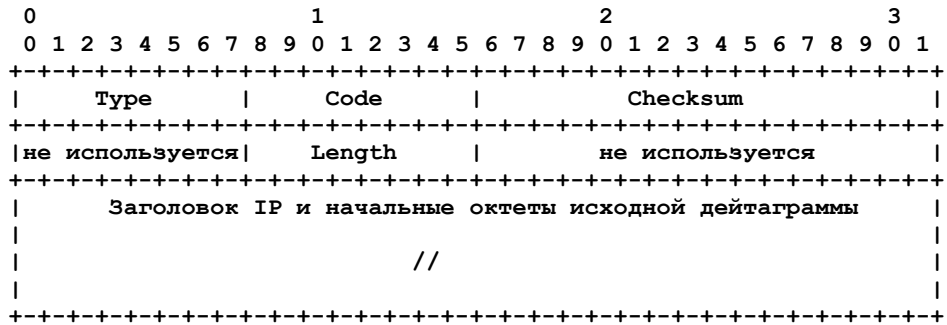 0                   1                   2                   3
 0 1 2 3 4 5 6 7 8 9 0 1 2 3 4 5 6 7 8 9 0 1 2 3 4 5 6 7 8 9 0 1
+-+-+-+-+-+-+-+-+-+-+-+-+-+-+-+-+-+-+-+-+-+-+-+-+-+-+-+-+-+-+-+-+
|     Type      |     Code      |          Checksum             |
+-+-+-+-+-+-+-+-+-+-+-+-+-+-+-+-+-+-+-+-+-+-+-+-+-+-+-+-+-+-+-+-+
|не используется|    Length     |        не используется        |
+-+-+-+-+-+-+-+-+-+-+-+-+-+-+-+-+-+-+-+-+-+-+-+-+-+-+-+-+-+-+-+-+
|      Заголовок IP и начальные октеты исходной дейтаграммы     |
|                                                               |
|                           //                                  |
|                                                               |
+-+-+-+-+-+-+-+-+-+-+-+-+-+-+-+-+-+-+-+-+-+-+-+-+-+-+-+-+-+-+-+-+